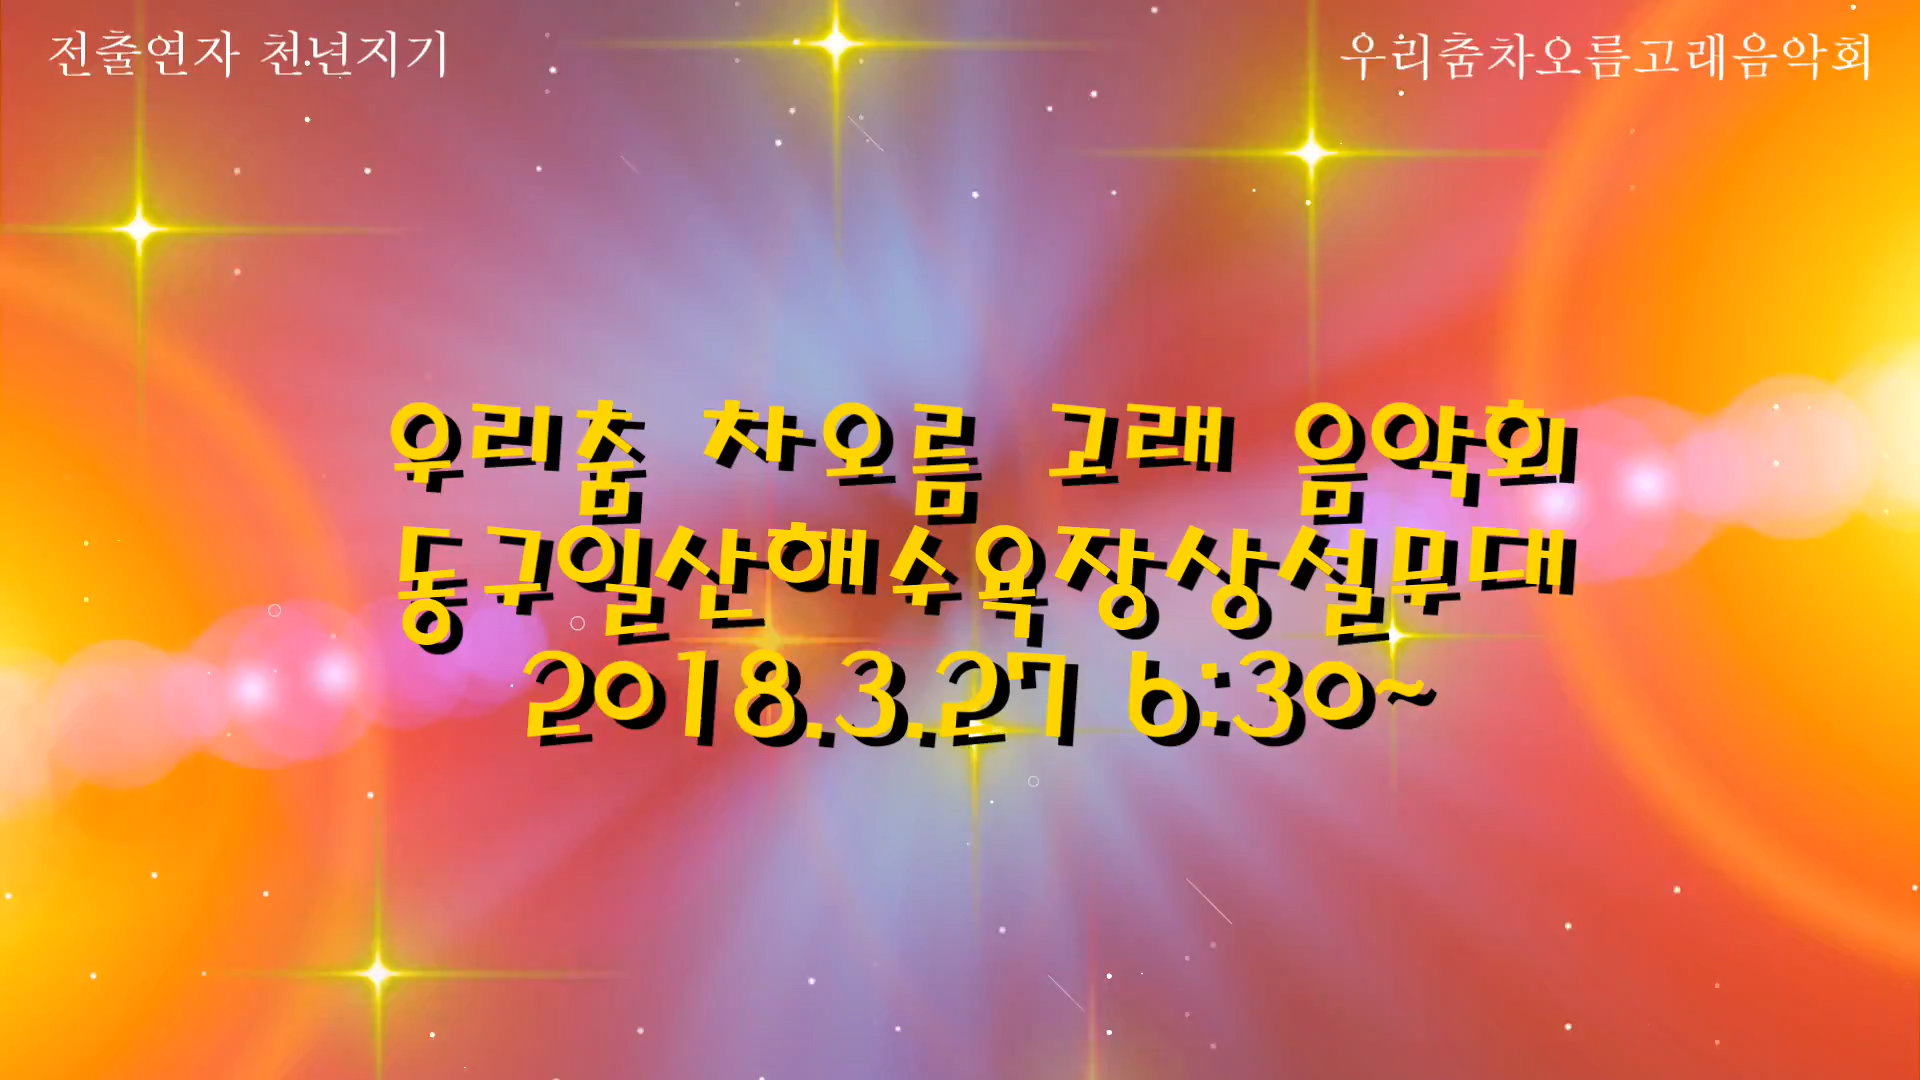 전출연자 천년지기
우리춤차오름고래음악회
우리춤 차오름 고래 음악회
동구일산해수욕장상설무대
2018.3.27 6:30~